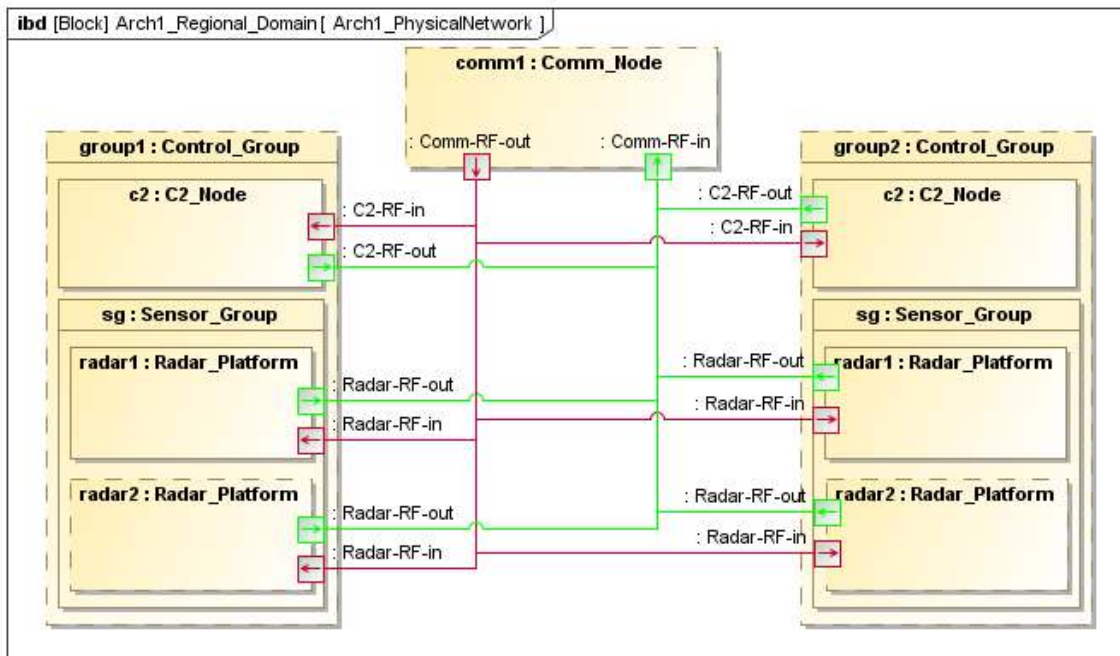 ibd [Block] Arch1_Regional_Domain[ Arch1_PhysicalNetwork ]
comm1 : Comm_Node
: Comm-RF-out
: Comm-RF-in
group1 : Control_Group
c2 : C2_Node
: C2-RF-in
: C2-RF-out
sg : Sensor_Group
radar1 : Radar_Platform
: Radar-RF-out
: Radar-RF-in
radar2 : Radar_Platform
: Radar-RF-out
: Radar-RF-in
group2 : Control_Group
: C2-RF-out
c2 : C2_Node
: C2-RF-in
sg : Sensor_Group
: Radar-RF-out
radar1 : Radar_Platform
: Radar-RF-in
: Radar-RF-out
radar2 : Radar_Platform
: Radar-RF-in